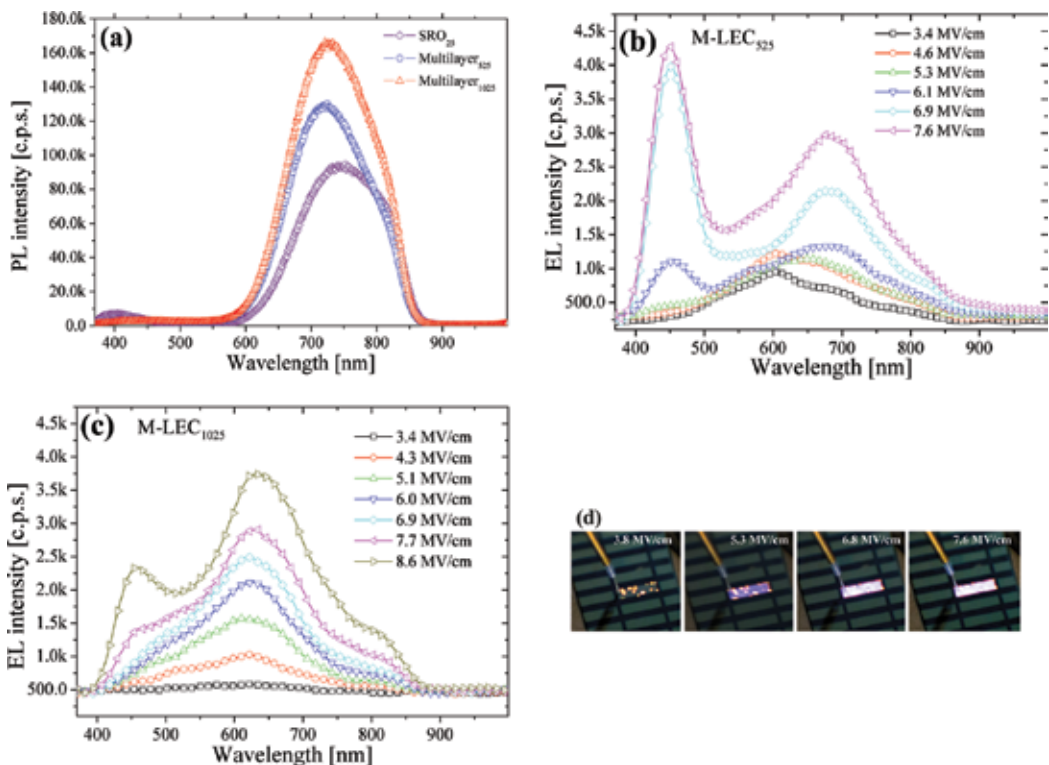 (a)
SRO₂₅
Multilayer₅₂₅
Multilayer₁₀₂₅
180.0k
160.0k
140.0k
120.0k
100.0k
80.0k
60.0k
40.0k
20.0k
0.0
PL intensity [c.p.s.]
400 500 600 700 800 900
Wavelength [nm]
(b)
M-LEC₅₂₅
3.4 MV/cm
4.6 MV/cm
5.3 MV/cm
6.1 MV/cm
6.9 MV/cm
7.6 MV/cm
4.5k
4.0k
3.5k
3.0k
2.5k
2.0k
1.5k
1.0k
500.0
EL intensity [c.p.s.]
400 500 600 700 800 900
Wavelength [nm]
(c)
M-LEC₁₀₂₅
3.4 MV/cm
4.3 MV/cm
5.1 MV/cm
6.0 MV/cm
6.9 MV/cm
7.7 MV/cm
8.6 MV/cm
4.5k
4.0k
3.5k
3.0k
2.5k
2.0k
1.5k
1.0k
500.0
EL intensity [c.p.s.]
400 500 600 700 800 900
Wavelength [nm]
(d)
3.8 MV/cm
5.3 MV/cm
6.8 MV/cm
7.6 MV/cm